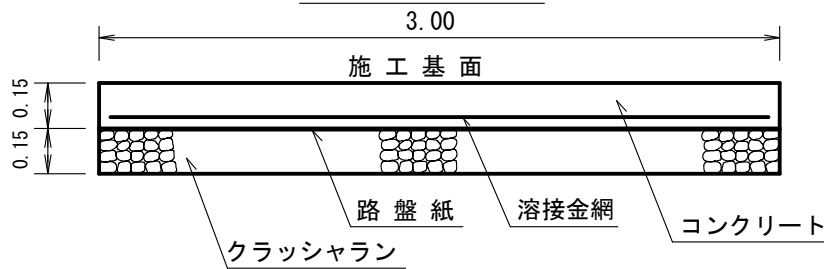 3.00
施工基面
0.15
0.15
路盤紙
溶接金網
コンクリート
クラッシャラン